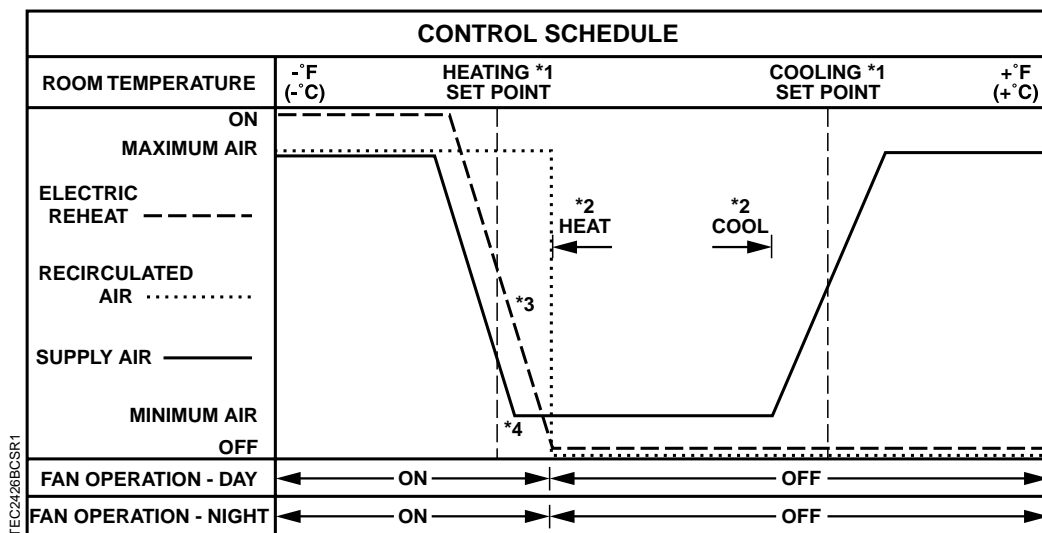 CONTROL SCHEDULE
ROOM TEMPERATURE
-°F
(-°C)
HEATING *1
SET POINT
COOLING *1
SET POINT
+°F
(+°C)
ON
MAXIMUM AIR
ELECTRIC
REHEAT
RECIRCULATED
AIR
SUPPLY AIR
MINIMUM AIR
OFF
*2
HEAT
*2
COOL
*3
*4
FAN OPERATION - DAY
ON
OFF
FAN OPERATION - NIGHT
ON
OFF
TEC2426BCSR1